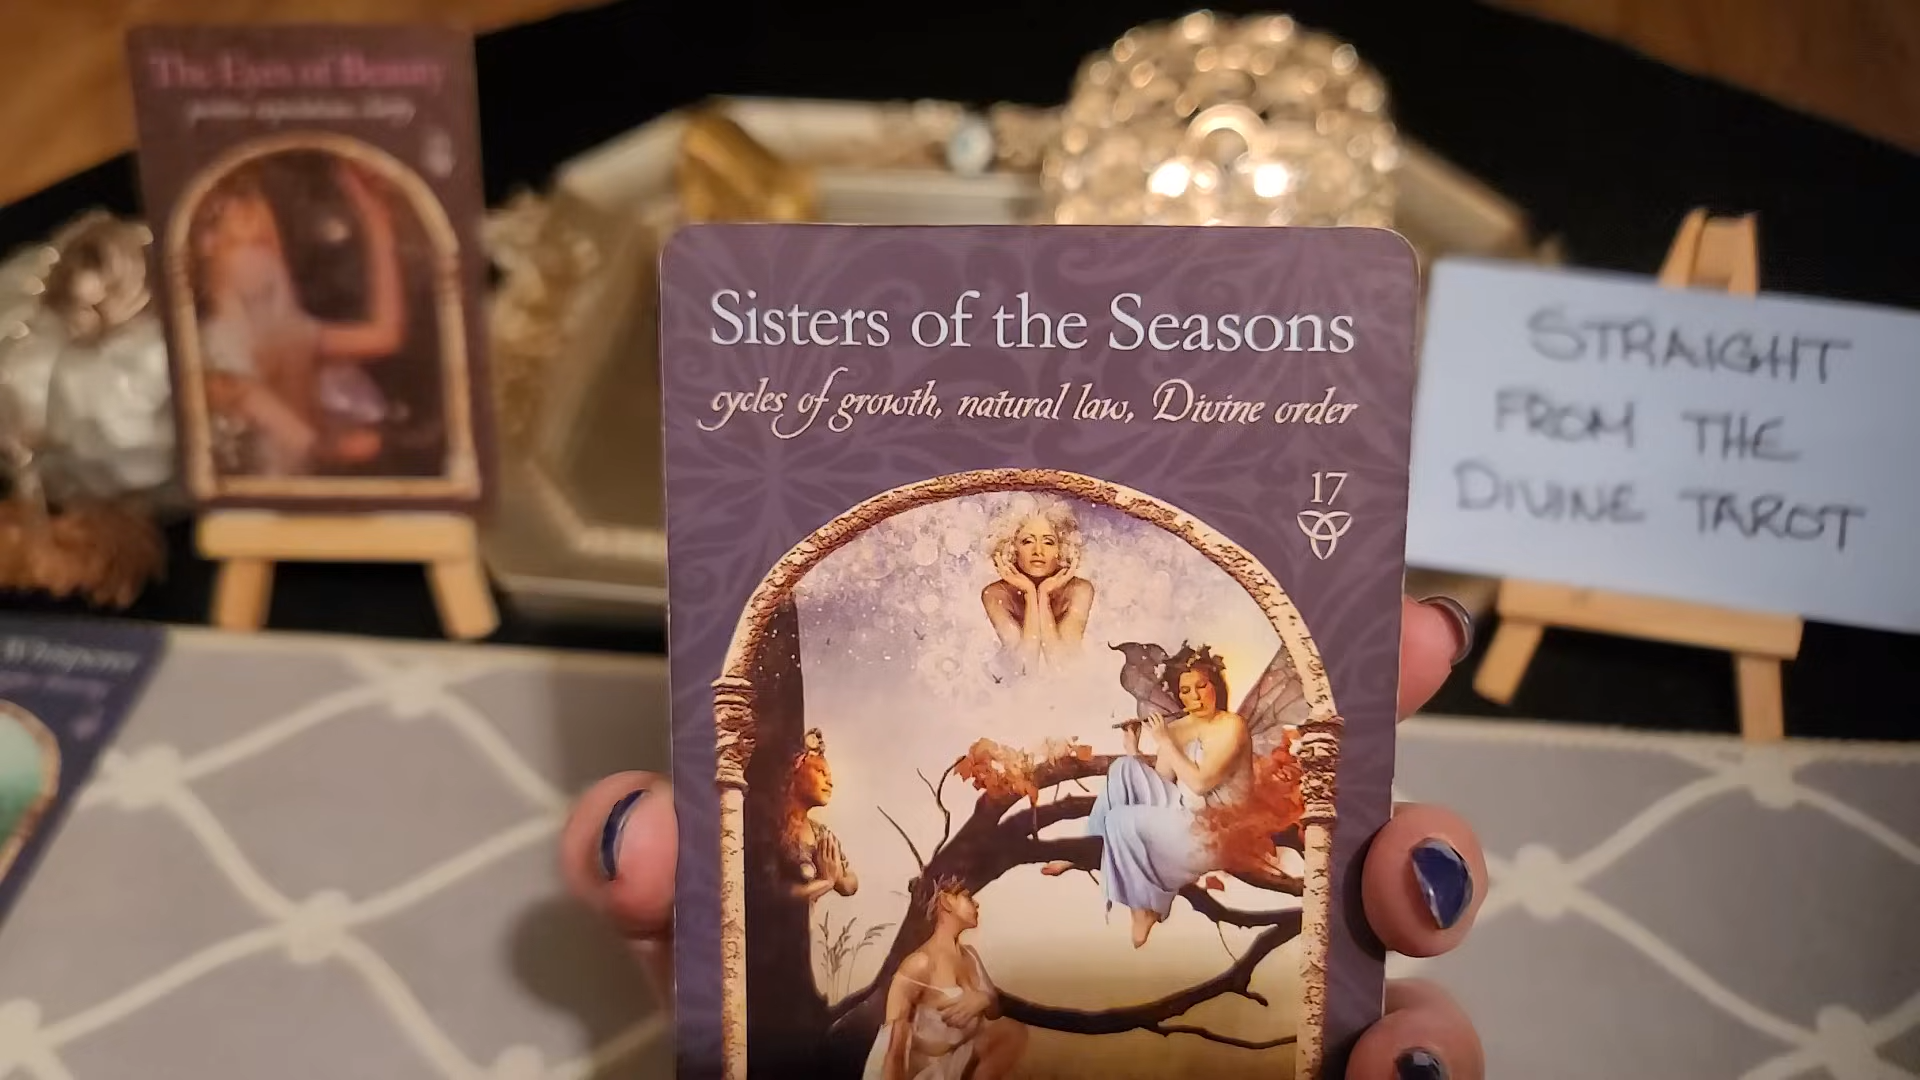 The Eyes of Beauty
Sisters of the Seasons
cycles of growth, natural law, Divine order
17
STRAIGHT
FROM THE
DIVINE TAROT
Whisperer